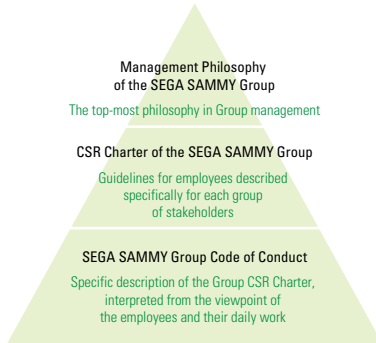 Management Philosophy
of the SEGA SAMMY Group
The top-most philosophy in Group management
CSR Charter of the SEGA SAMMY Group
Guidelines for employees described
specifically for each group
of stakeholders
SEGA SAMMY Group Code of Conduct
Specific description of the Group CSR Charter,
interpreted from the viewpoint of
the employees and their daily work